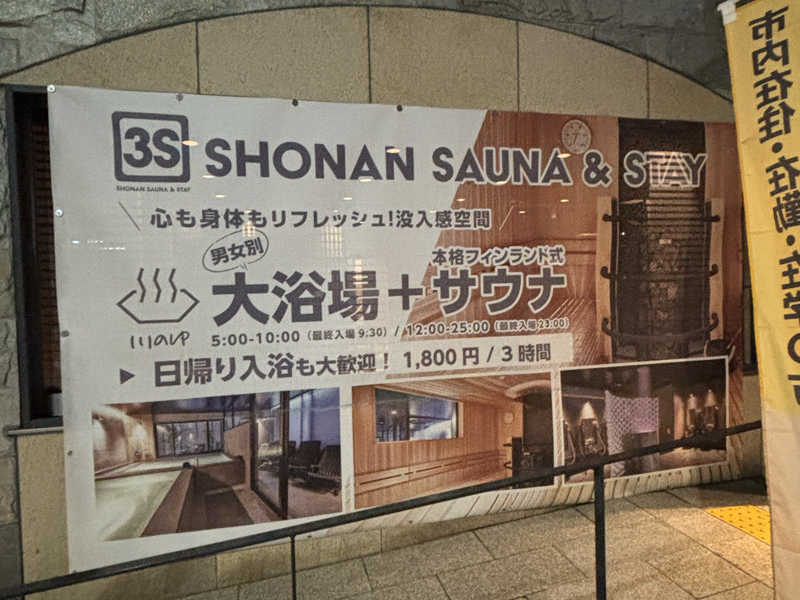 3S
SHONAN SAUNA & STAY
SHONAN SAUNA & STAY
心も身体もリフレッシュ!没入感空間
男女別
本格フィンランド式
大浴場+サウナ
川のゆ
5:00-10:00 (最終入場 9:30) / 12:00-25:00 (最終入場 23:00)
▶ 日帰り入浴も大歓迎! 1,800円 / 3時間
市内在住・在勤・在学の方